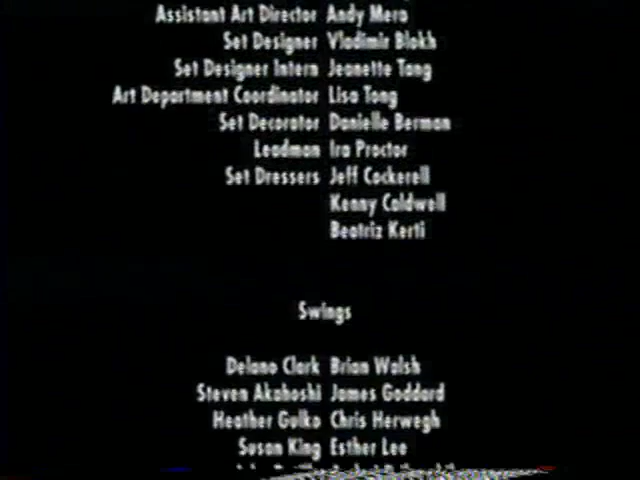 Assistant Art Director Andy Mero
Set Designer Vladimir Blokh
Set Designer Intern Jeanette Tang
Art Department Coordinator Lisa Tong
Set Decorator Danielle Berman
Leadman Ira Proctor
Set Dressers Jeff Cockerell
Kenny Caldwell
Beatriz Kerti
Swings
Delano Clark Brian Walsh
Steven Akahoshi James Goddard
Heather Gulko Chris Herwegh
Susan King Esther Lee